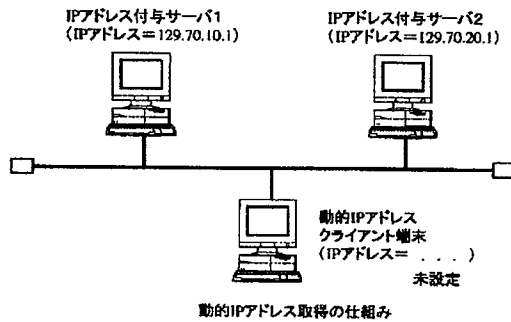 IPアドレス付与サーバ1
(IPアドレス=129.70.10.1)
IPアドレス付与サーバ2
(IPアドレス=129.70.20.1)
動的IPアドレス
クライアント端末
(IPアドレス= . . . )
未設定
動的IPアドレス取得の仕組み